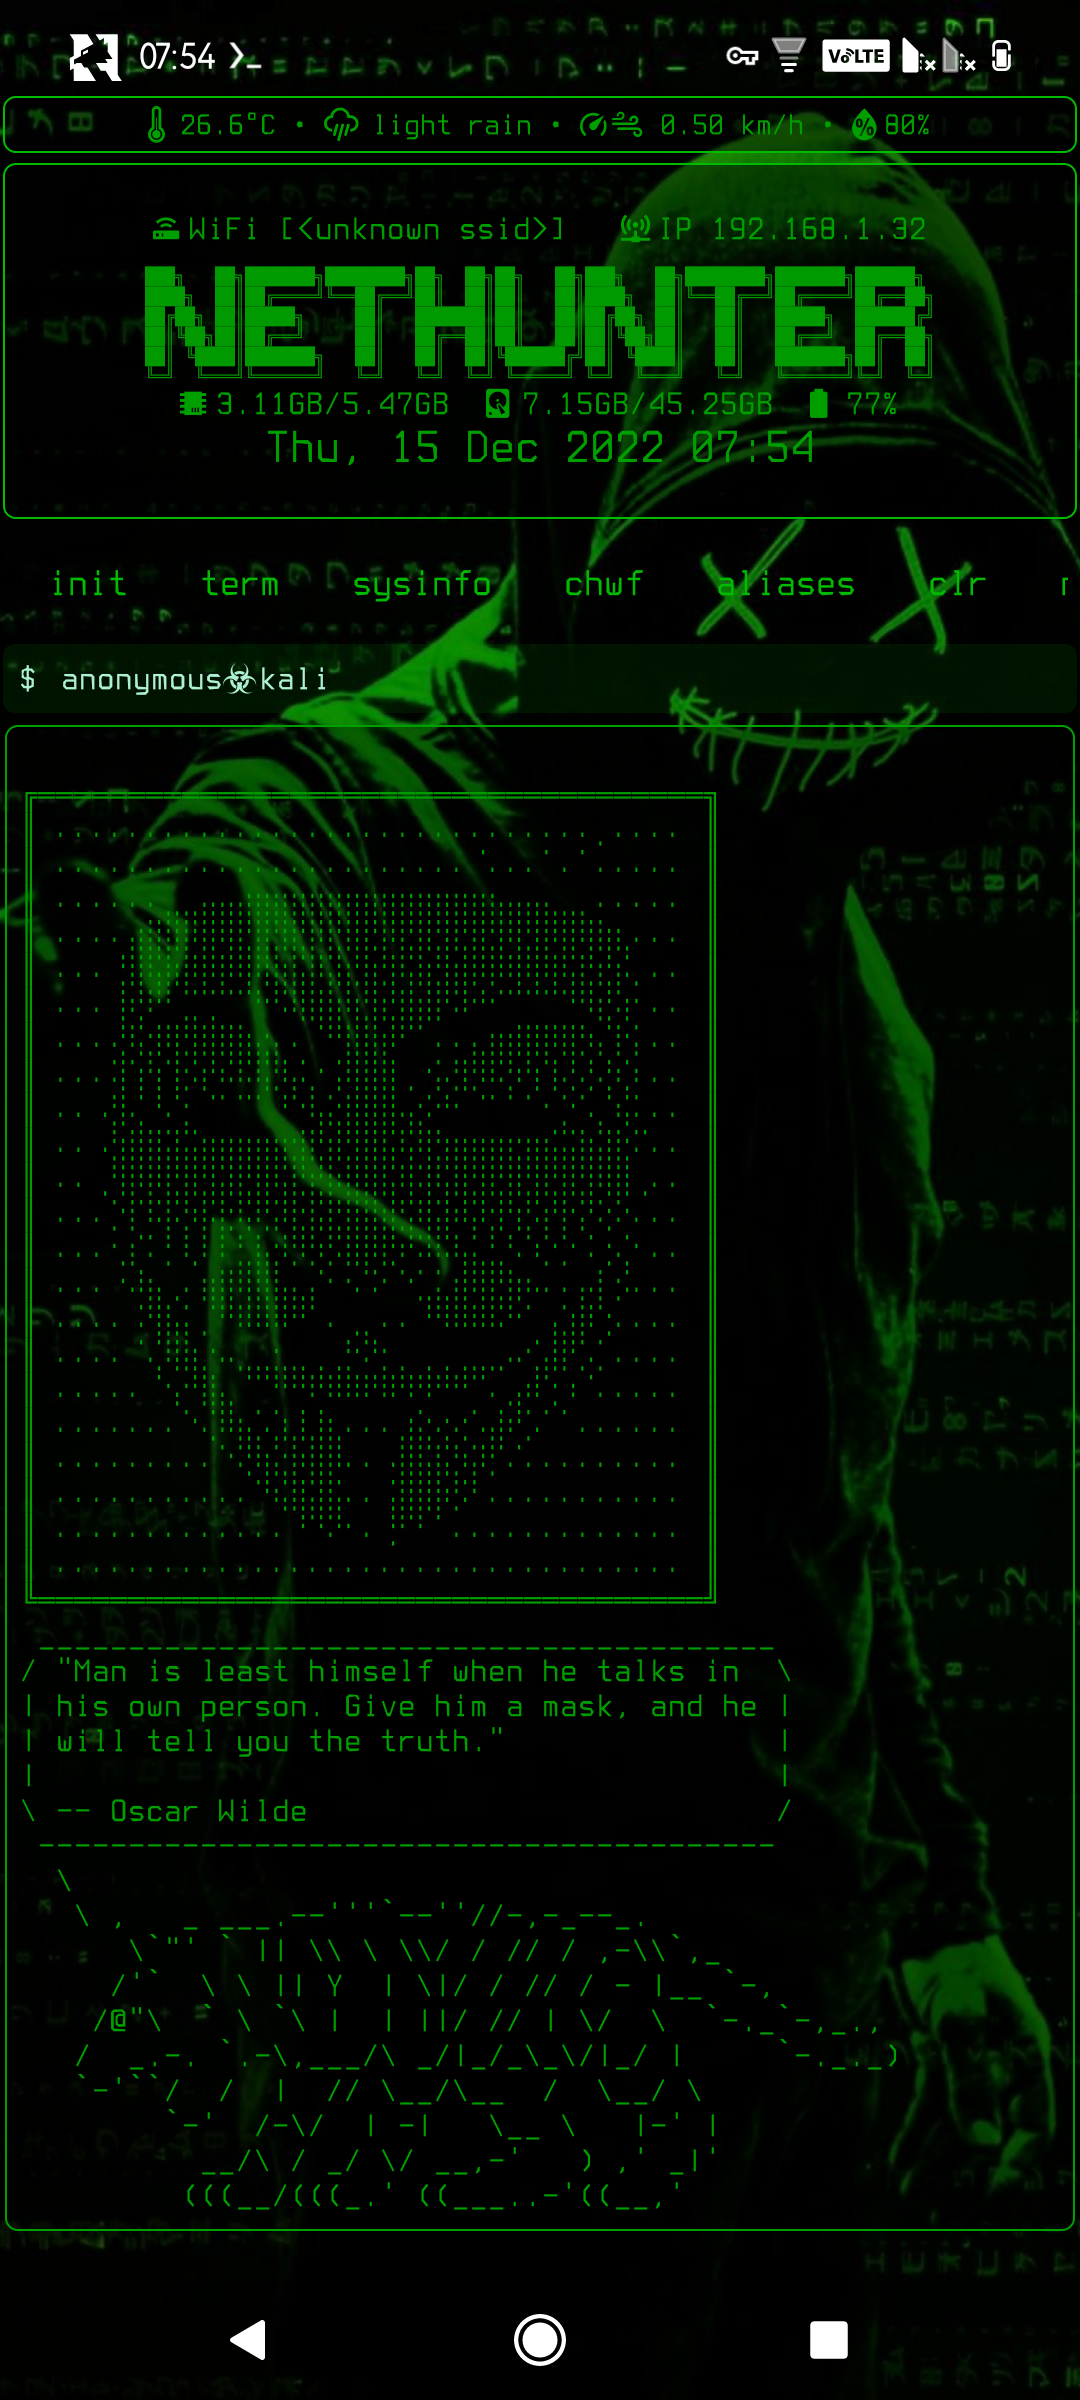 07:54 VoLTE
26.6°C · light rain · 0.50 km/h · 80%
WiFi [<unknown ssid>] IP 192.168.1.32
NETHUNTER
3.11GB/5.47GB 7.15GB/45.25GB 77%
Thu, 15 Dec 2022 07:54
init term sysinfo chwf aliases clr
$ anonymous☣kali
"Man is least himself when he talks in
his own person. Give him a mask, and he
will tell you the truth."
-- Oscar Wilde